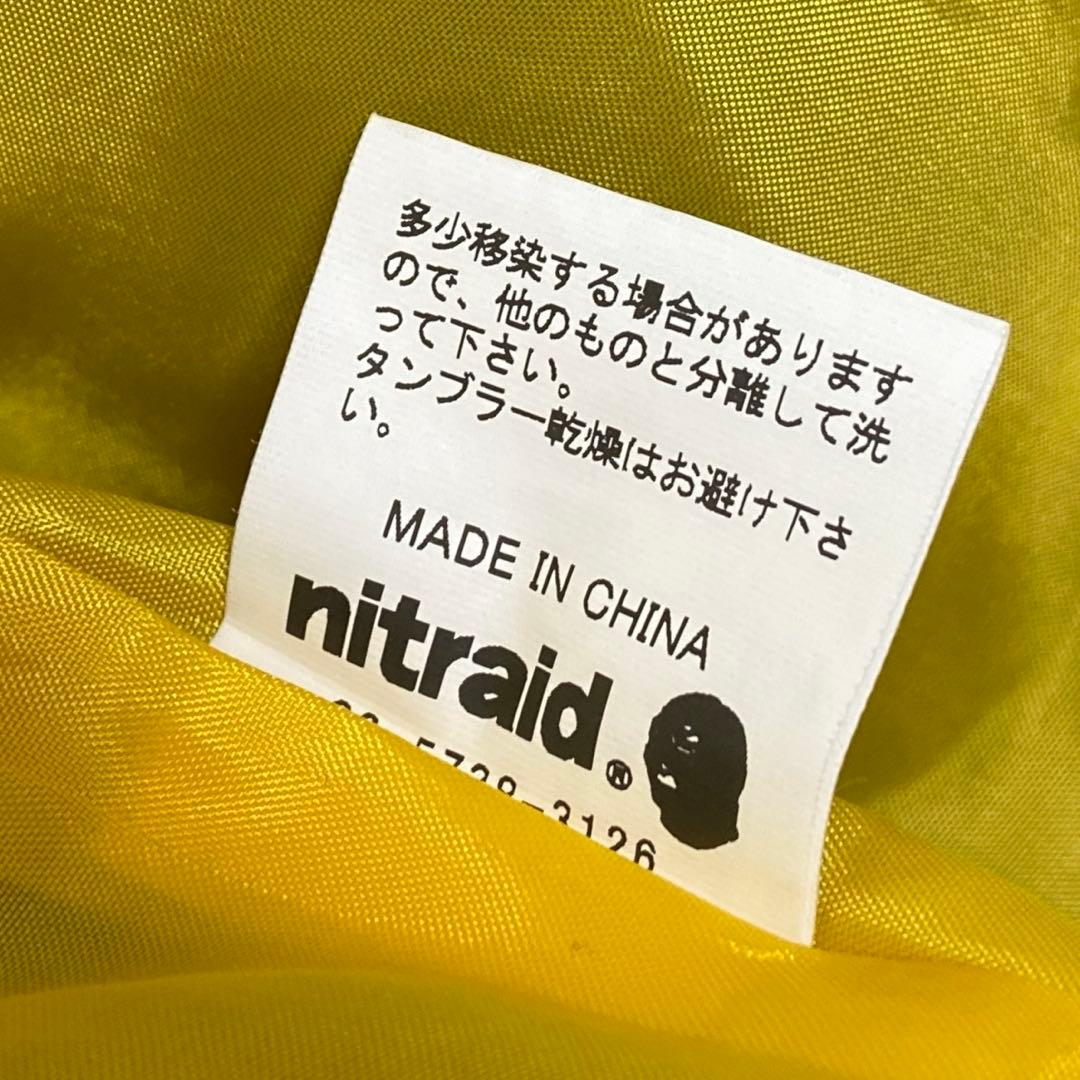 多少移染する場合があります
ので、他のものと分離して洗
って下さい。
タンブラー乾燥はお避け下さ
い。
MADE IN CHINA
nitraid®
5728-3126